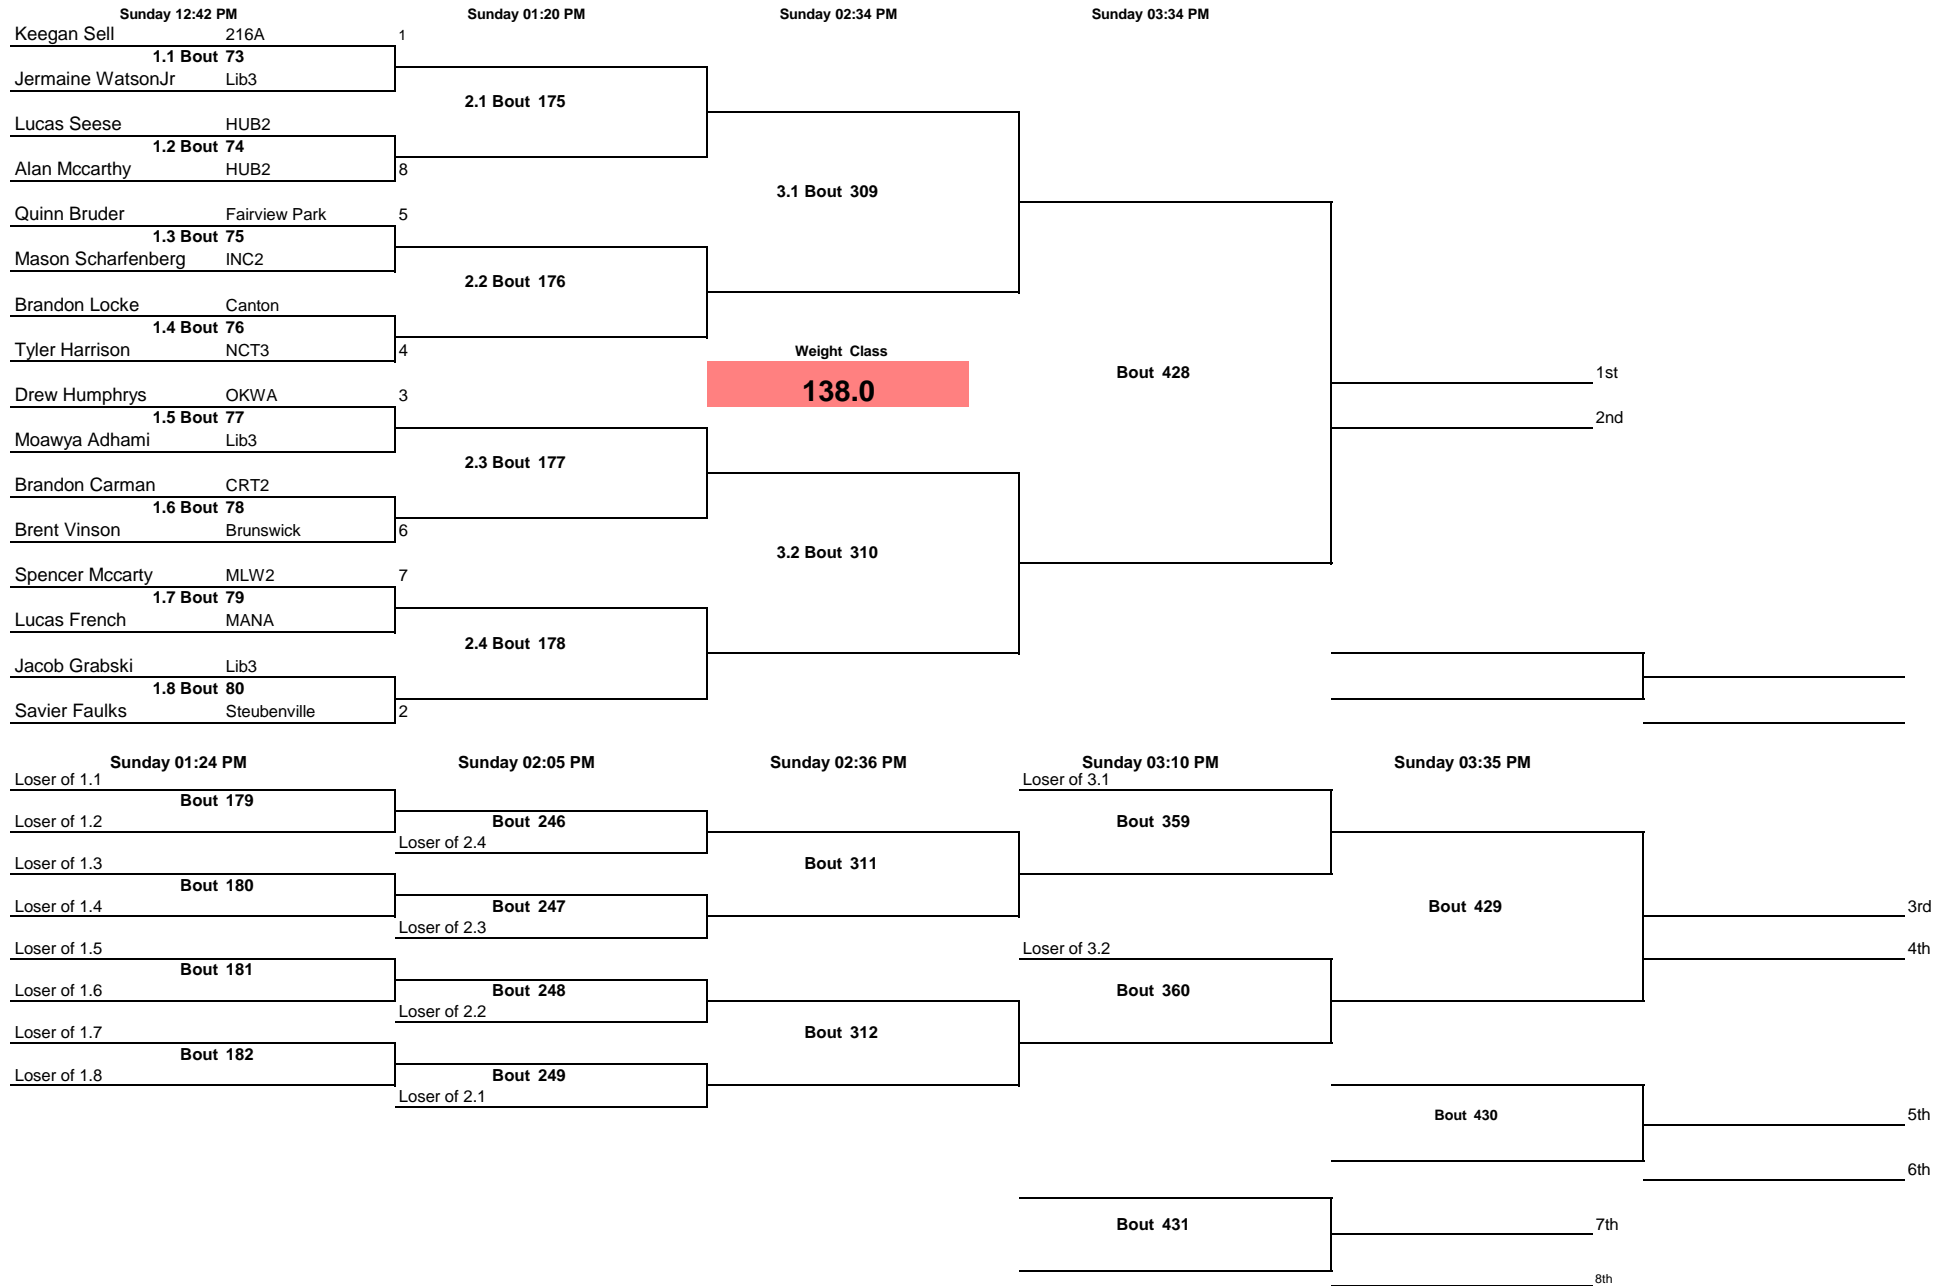 Sunday 12:42 PM Sunday 01:20 PM Sunday 02:34 PM Sunday 03:34 PM
Keegan Sell 216A 1
1.1 Bout 73
Jermaine WatsonJr Lib3
2.1 Bout 175
Lucas Seese HUB2
1.2 Bout 74
Alan Mccarthy HUB2 8
3.1 Bout 309
Quinn Bruder Fairview Park 5
1.3 Bout 75
Mason Scharfenberg INC2
2.2 Bout 176
Brandon Locke Canton
1.4 Bout 76
Tyler Harrison NCT3 4
Weight Class
138.0
Bout 428
1st
2nd
Drew Humphrys OKWA 3
1.5 Bout 77
Moawya Adhami Lib3
2.3 Bout 177
Brandon Carman CRT2
1.6 Bout 78
Brent Vinson Brunswick 6
3.2 Bout 310
Spencer Mccarty MLW2 7
1.7 Bout 79
Lucas French MANA
2.4 Bout 178
Jacob Grabski Lib3
1.8 Bout 80
Savier Faulks Steubenville 2
Sunday 01:24 PM Sunday 02:05 PM Sunday 02:36 PM Sunday 03:10 PM Sunday 03:35 PM
Loser of 1.1 Loser of 3.1
Bout 179
Loser of 1.2 Bout 246 Bout 359
Loser of 2.4
Loser of 1.3 Bout 311
Bout 180
Loser of 1.4 Bout 247 Bout 429 3rd
Loser of 2.3
Loser of 1.5 Loser of 3.2 4th
Bout 181
Loser of 1.6 Bout 248 Bout 360
Loser of 2.2
Loser of 1.7 Bout 312
Bout 182
Loser of 1.8 Bout 249
Loser of 2.1
Bout 430 5th
6th
Bout 431 7th
8th